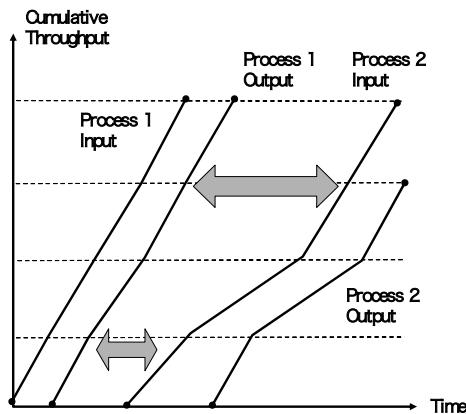 Cumulative
Throughput
Process 1
Output
Process 2
Input
Process 1
Input
Process 2
Output
Time